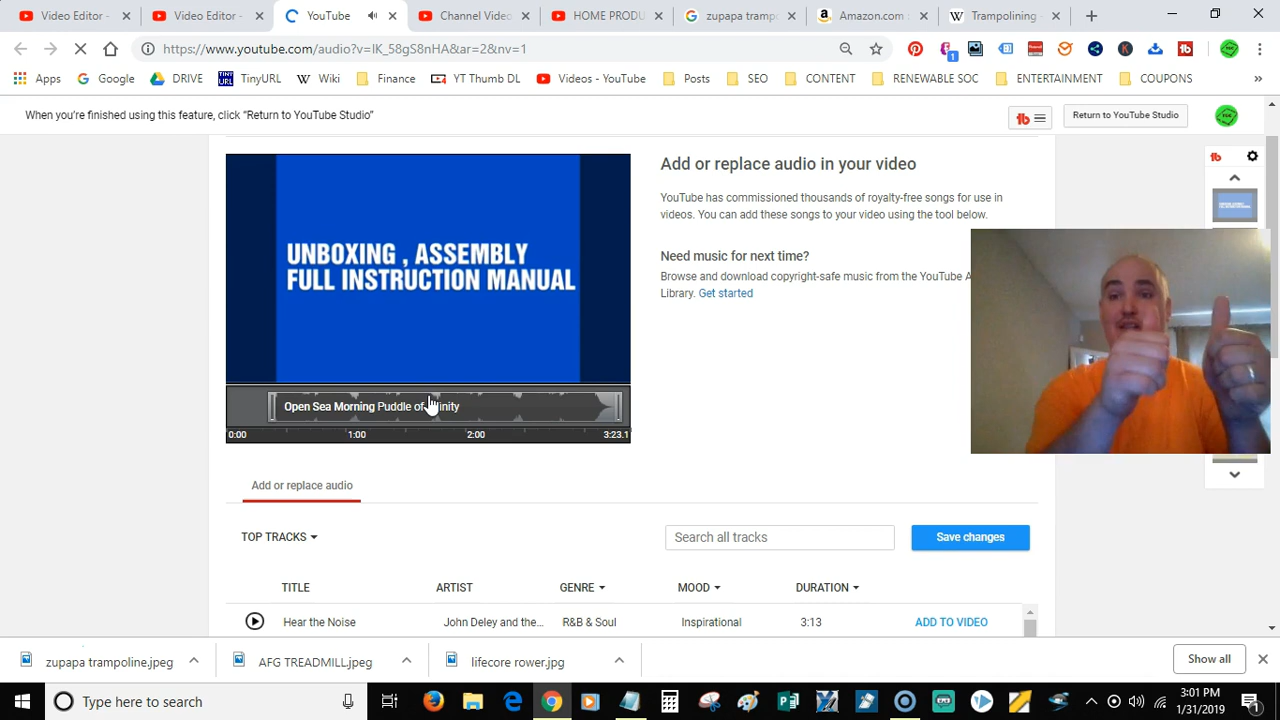 Video Editor -
Video Editor -
YouTube
Channel Video
HOME PRODU
zupapa tramp
Amazon.com :
Trampolining -
https://www.youtube.com/audio?v=IK_58gS8nHA&ar=2&nv=1
Apps
Google
DRIVE
TinyURL
Wiki
Finance
YT Thumb DL
Videos - YouTube
Posts
SEO
CONTENT
RENEWABLE SOC
ENTERTAINMENT
COUPONS
When you're finished using this feature, click "Return to YouTube Studio"
Return to YouTube Studio
UNBOXING , ASSEMBLY
FULL INSTRUCTION MANUAL
Add or replace audio in your video
YouTube has commissioned thousands of royalty-free songs for use in
videos. You can add these songs to your video using the tool below.
Need music for next time?
Browse and download copyright-safe music from the YouTube A
Library. Get started
Open Sea Morning Puddle of
0:00 1:00 2:00 3:23.1
Add or replace audio
TOP TRACKS
Search all tracks
Save changes
TITLE ARTIST GENRE MOOD DURATION
Hear the Noise John Deley and the... R&B & Soul Inspirational 3:13 ADD TO VIDEO
zupapa trampoline.jpeg
AFG TREADMILL.jpeg
lifecore rower.jpg
Show all
Type here to search
3:01 PM
1/31/2019